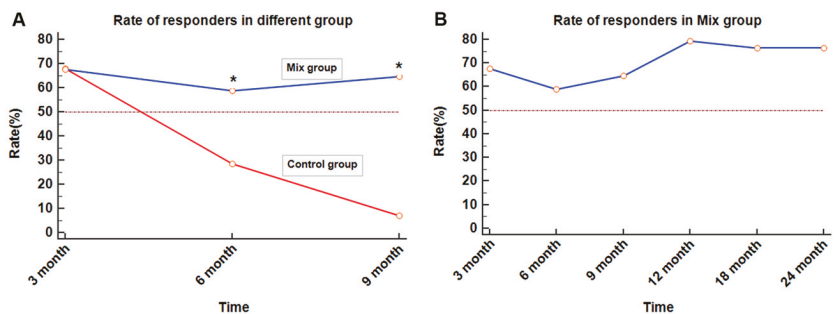 A
Rate of responders in different group
80
70
60
50
40
30
20
10
0
Rate(%)
Mix group
*
*
Control group
3 month
6 month
9 month
Time
B
Rate of responders in Mix group
80
70
60
50
40
30
20
10
0
Rate(%)
3 month
6 month
9 month
12 month
18 month
24 month
Time